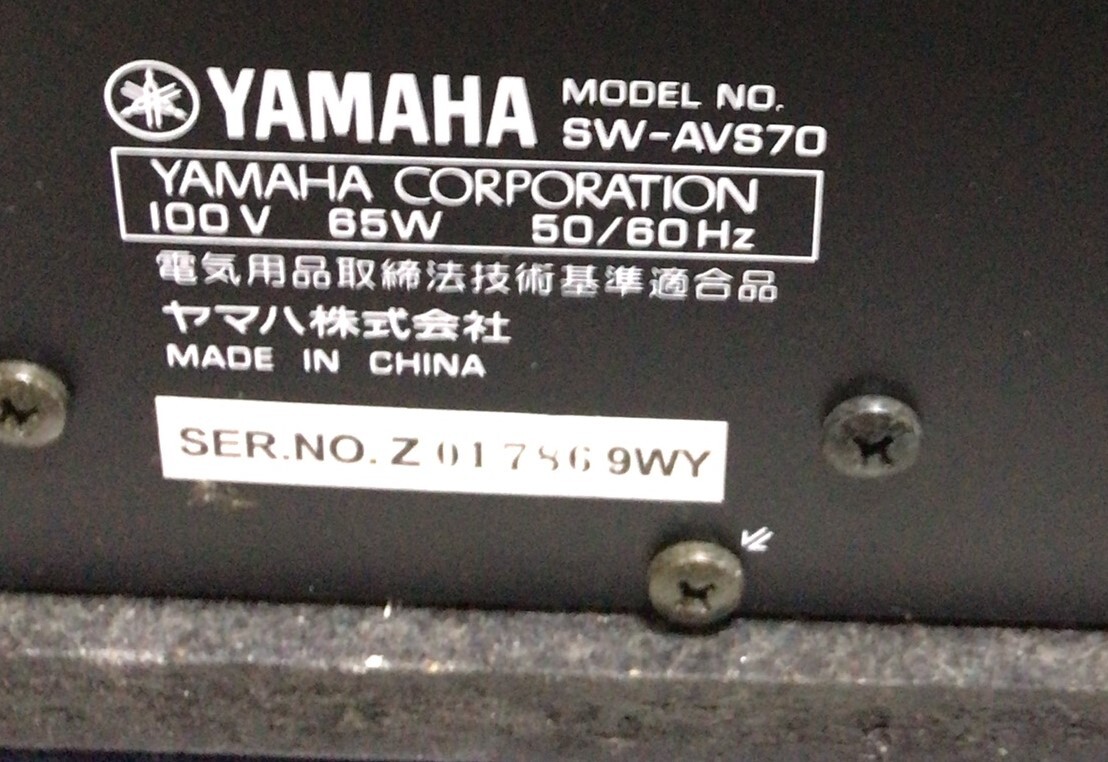 YAMAHA
MODEL NO.
SW-AVS70
YAMAHA CORPORATION
100V 65W 50/60Hz
電気用品取締法技術基準適合品
ヤマハ株式会社
MADE IN CHINA
SER.NO. Z 017869WY